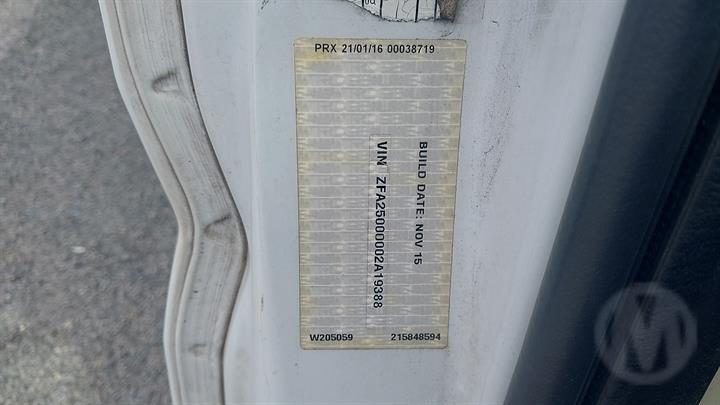 PRX 21/01/16 00038719
BUILD DATE: NOV 15
VIN ZFA25000002A19388
W205059 215848594
M